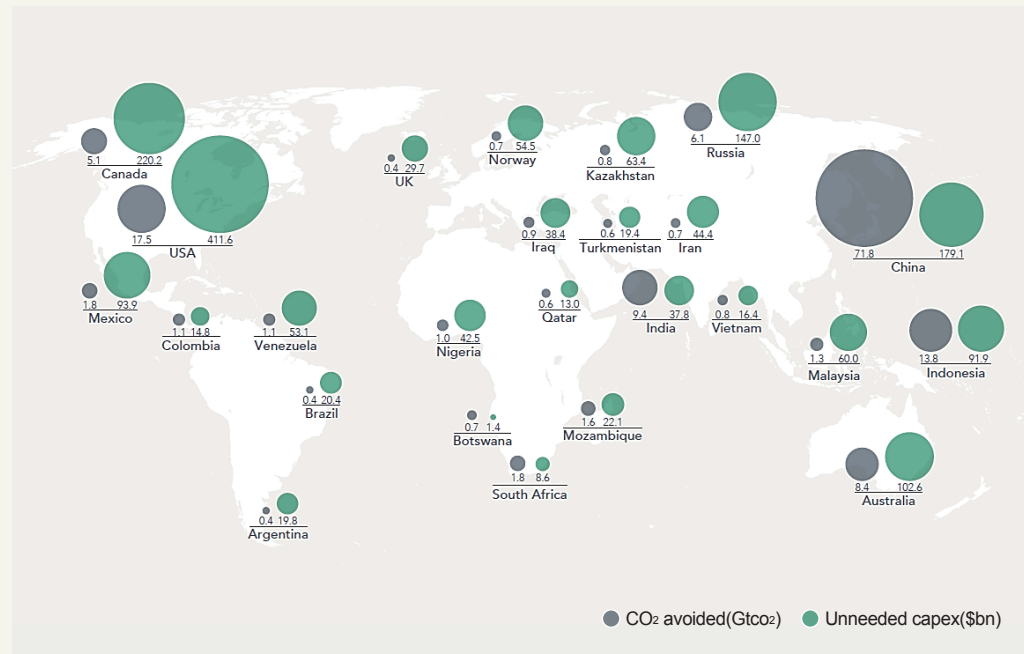 5.1 220.2
Canada
17.5 411.6
USA
1.8 93.9
Mexico
1.1 14.8
Colombia
1.1 53.1
Venezuela
0.4 20.4
Brazil
0.4 19.8
Argentina
0.4 29.7
UK
0.7 54.5
Norway
0.8 63.4
Kazakhstan
6.1 147.0
Russia
0.9 38.4
Iraq
0.6 19.4
Turkmenistan
0.7 44.4
Iran
71.8 179.1
China
0.6 13.0
Qatar
9.4 37.8
India
0.8 16.4
Vietnam
1.0 42.5
Nigeria
1.3 60.0
Malaysia
13.8 91.9
Indonesia
0.7 1.4
Botswana
1.6 22.1
Mozambique
1.8 8.6
South Africa
8.4 102.6
Australia
CO2 avoided(Gtco2) Unneeded capex($bn)